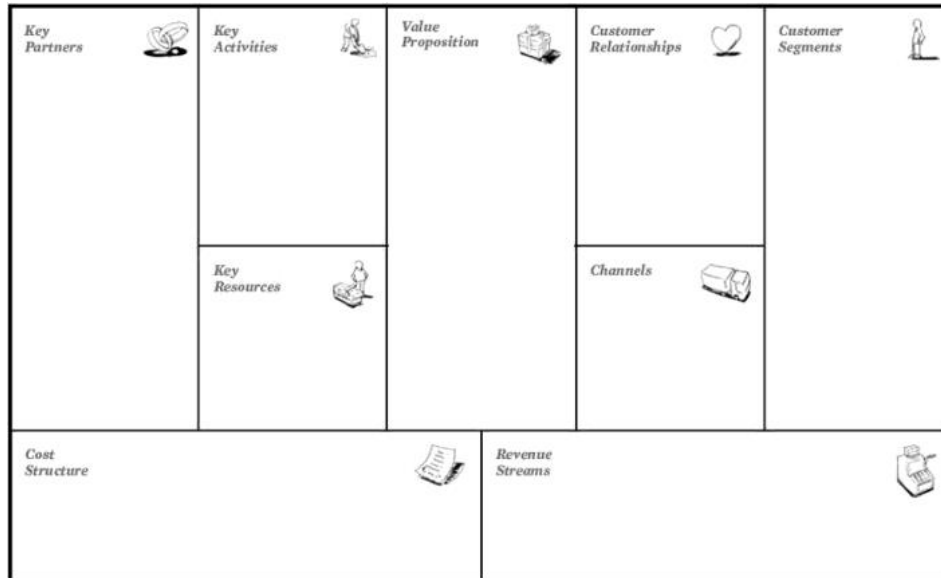 Key
Partners
Key
Activities
Value
Proposition
Customer
Relationships
Customer
Segments
Key
Resources
Channels
Cost
Structure
Revenue
Streams